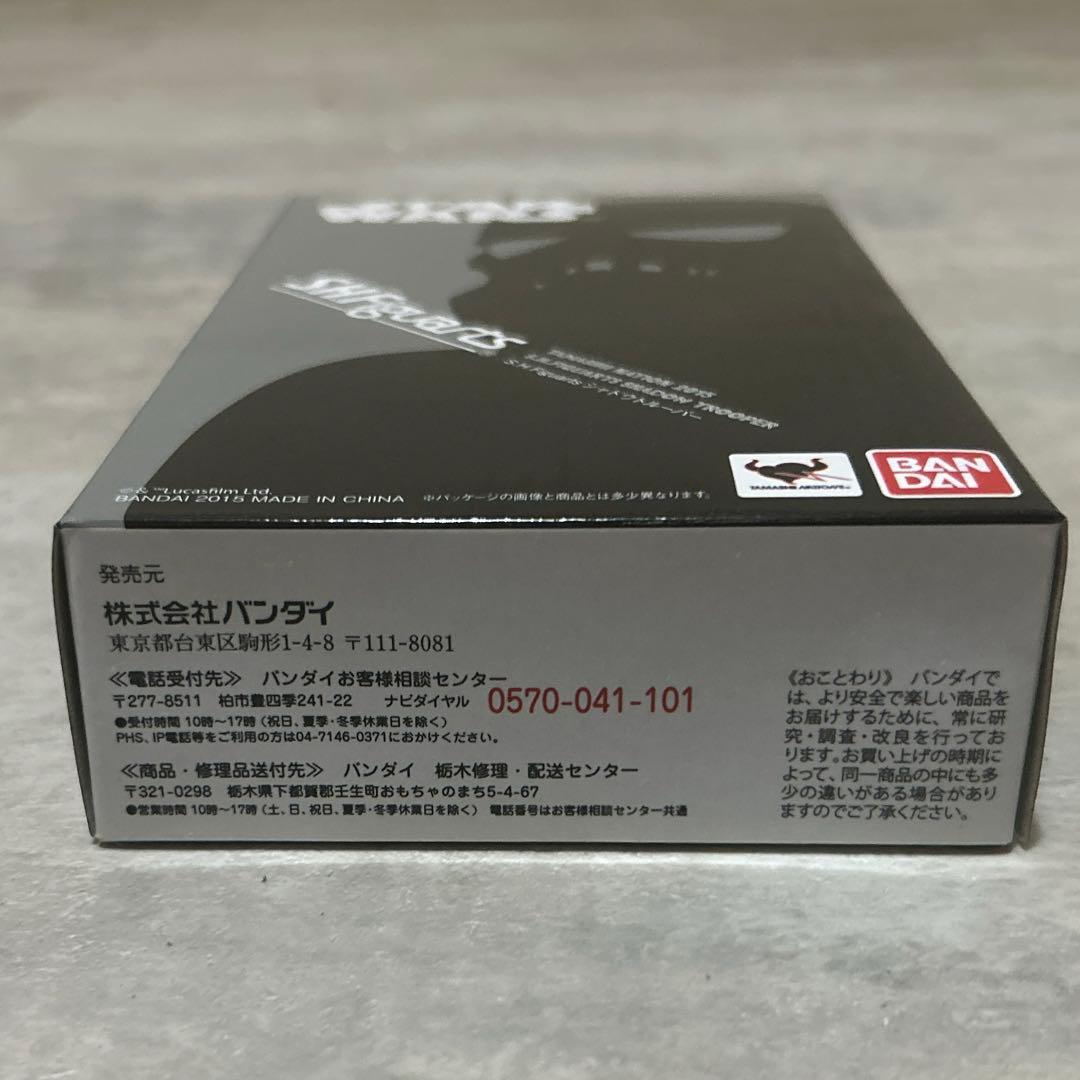 STAR
WARS
S.H.Figuarts
TAMASHII NATION 2015
S.H.FIGUARTS SHADOW TROOPER
S.H.Figuarts シャドウトルーパー
©&™Lucasfilm Ltd.
BANDAI 2015 MADE IN CHINA
※パッケージの画像と商品とは多少異なります。
TAMASHII NATIONS
BAN
DAI
発売元
株式会社バンダイ
東京都台東区駒形1-4-8 〒111-8081
≪電話受付先≫ バンダイお客様相談センター
〒277-8511 柏市豊四季241-22 ナビダイヤル 0570-041-101
●受付時間 10時〜17時（祝日、夏季・冬季休業日を除く）
PHS、IP電話等をご利用の方は04-7146-0371におかけください。
≪商品・修理品送付先≫ バンダイ 栃木修理・配送センター
〒321-0298 栃木県下都賀郡壬生町おもちゃのまち5-4-67
●営業時間 10時〜17時（土、日、祝日、夏季・冬季休業日を除く） 電話番号はお客様相談センター共通
《おことわり》 バンダイで
は、より安全で楽しい商品を
お届けするために、常に研
究・調査・改良を行ってお
ります。お買い上げの時期に
よって、同一商品の中にも多
少の違いがある場合があり
ますのでご了承ください。